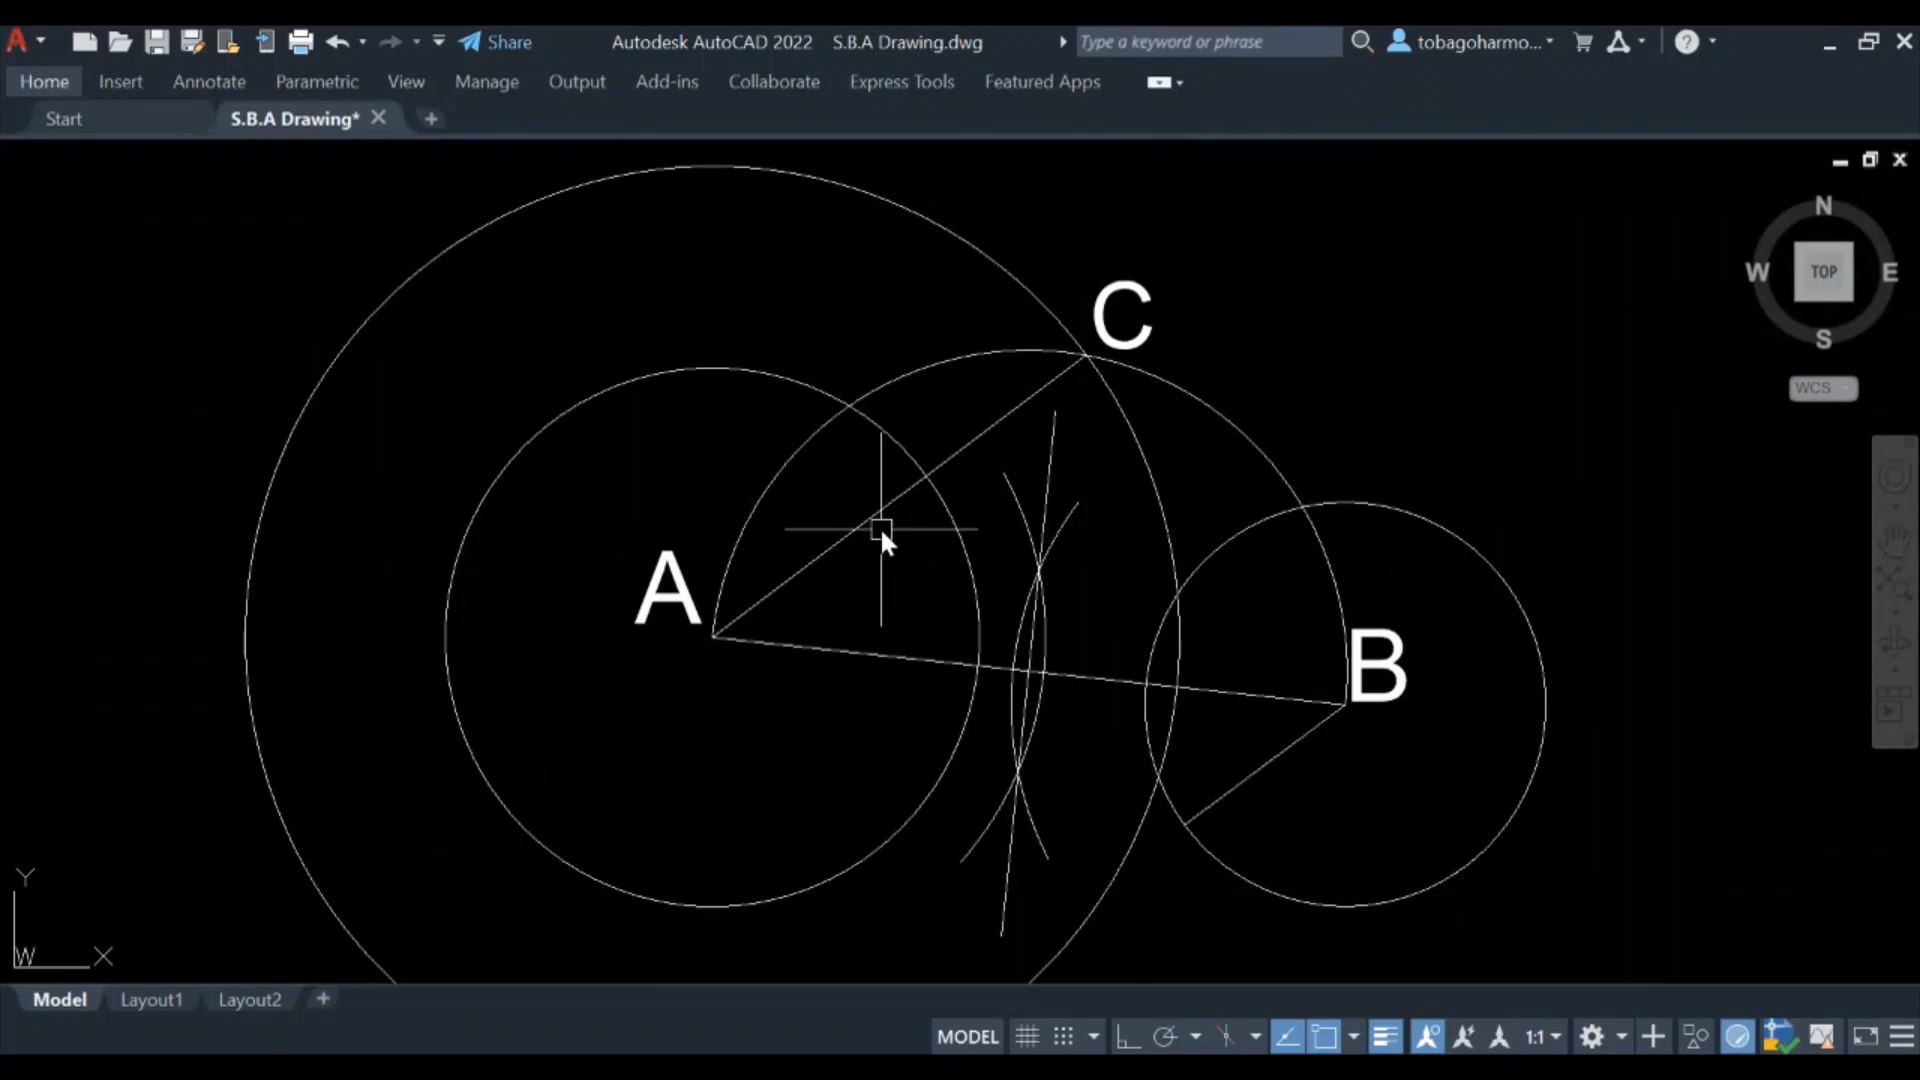 Share
Autodesk AutoCAD 2022 S.B.A Drawing.dwg
Type a keyword or phrase
tobagoharmo...
Home Insert Annotate Parametric View Manage Output Add-ins Collaborate Express Tools Featured Apps
Start
S.B.A Drawing*
N
W TOP E
S
WCS
C
A
B
Y
W X
Model Layout1 Layout2
MODEL
1:1